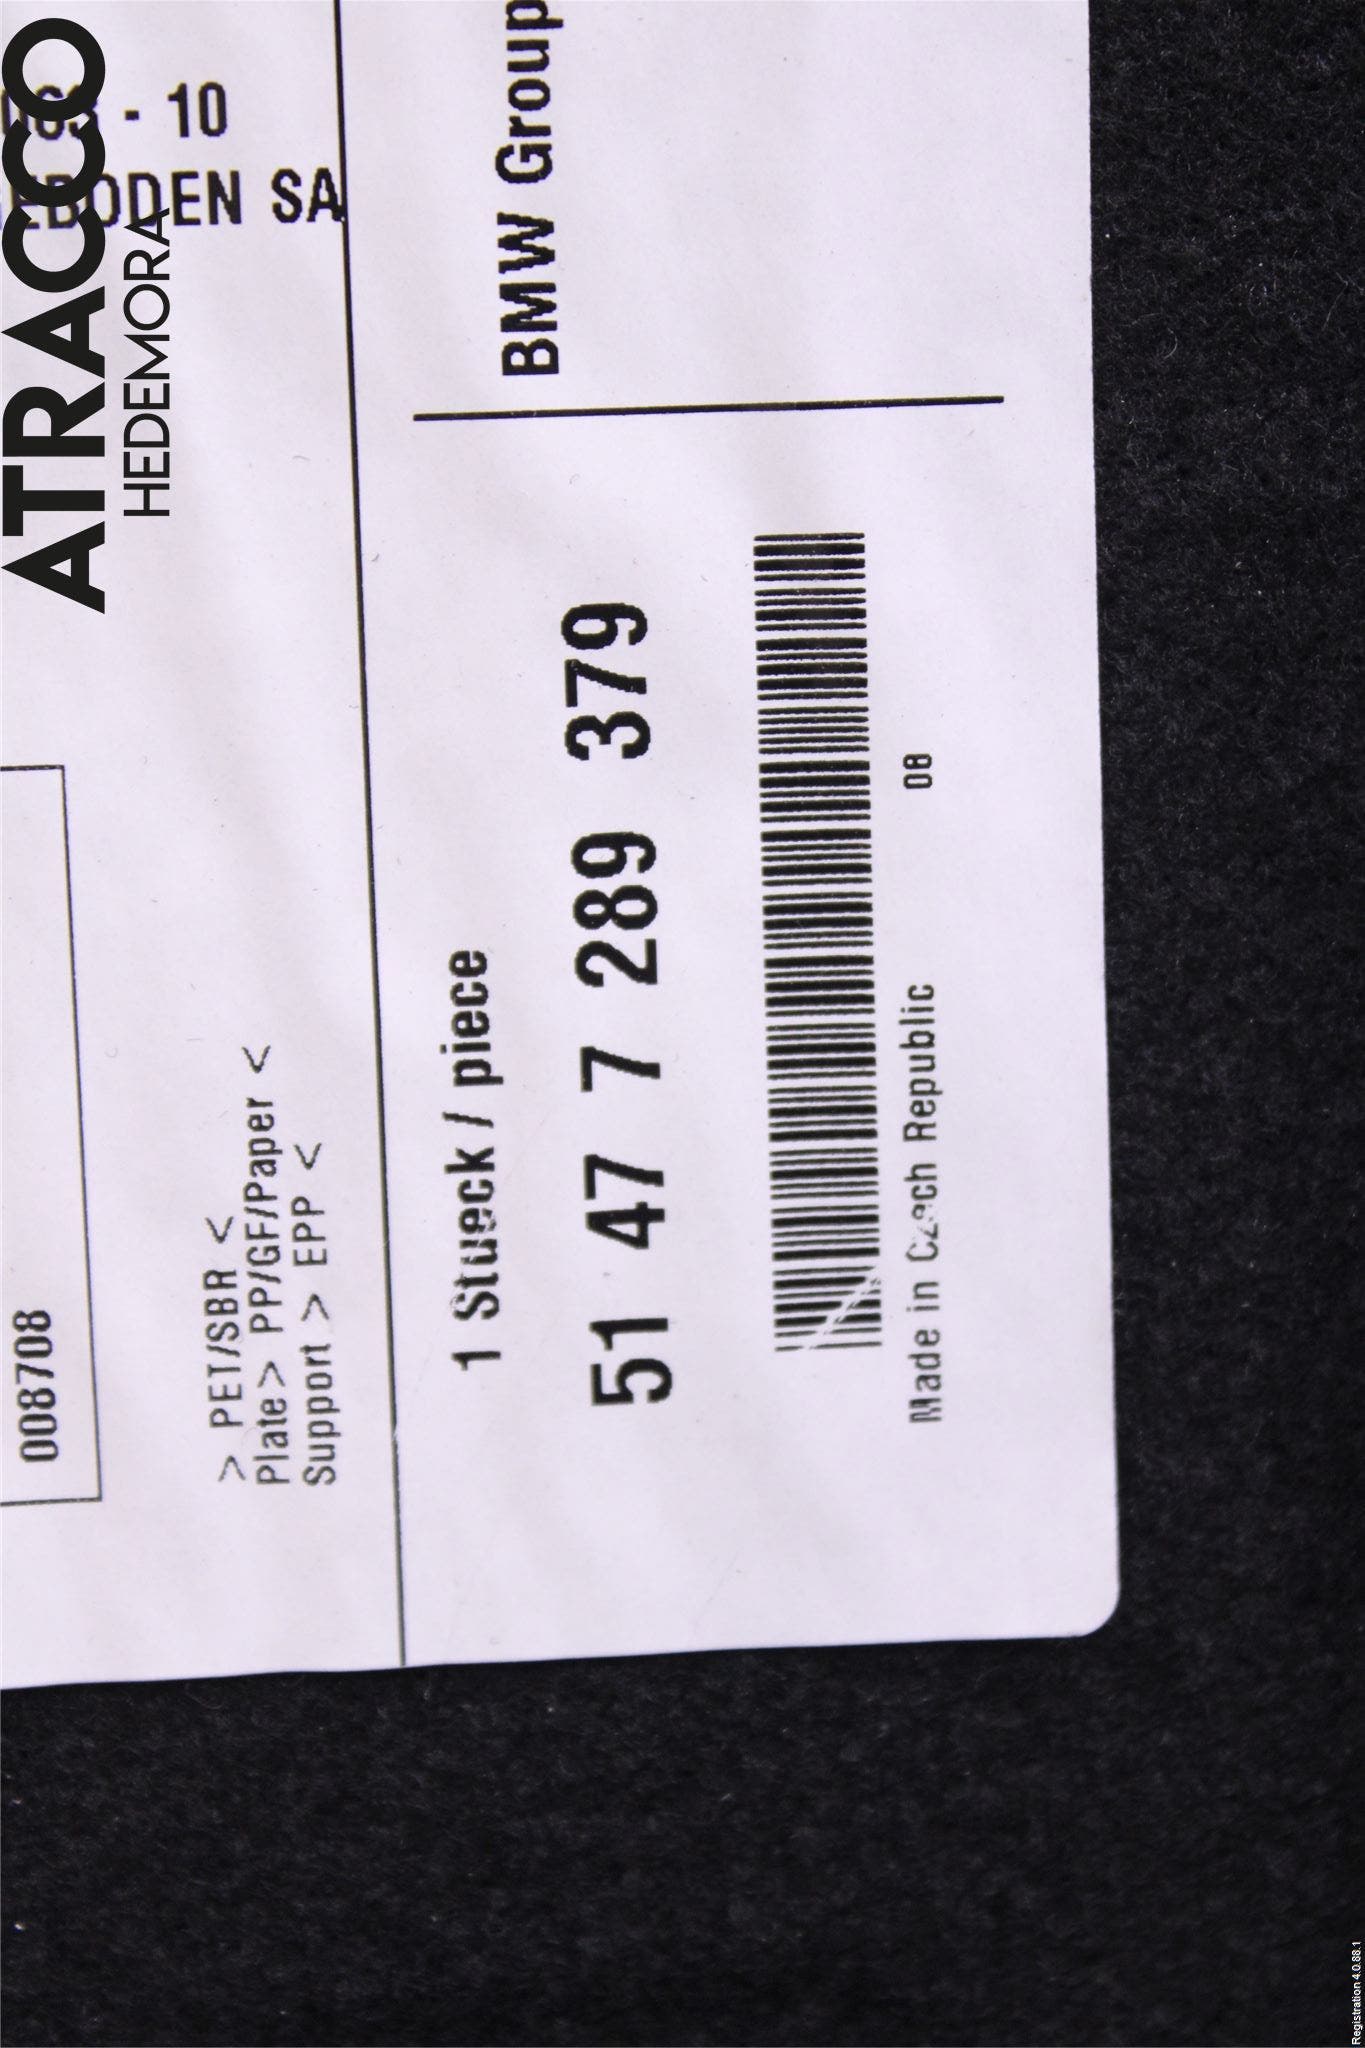 ATRACCO
HEDEMORA
- 10
SA
008708
> PET/SBR <
Plate> PP/GF/Paper <
Support > EPP <
1 Stueck / piece
BMW Group
51 47 7 289 379
Made in Czech Republic 08
Registration 4.0.88.1